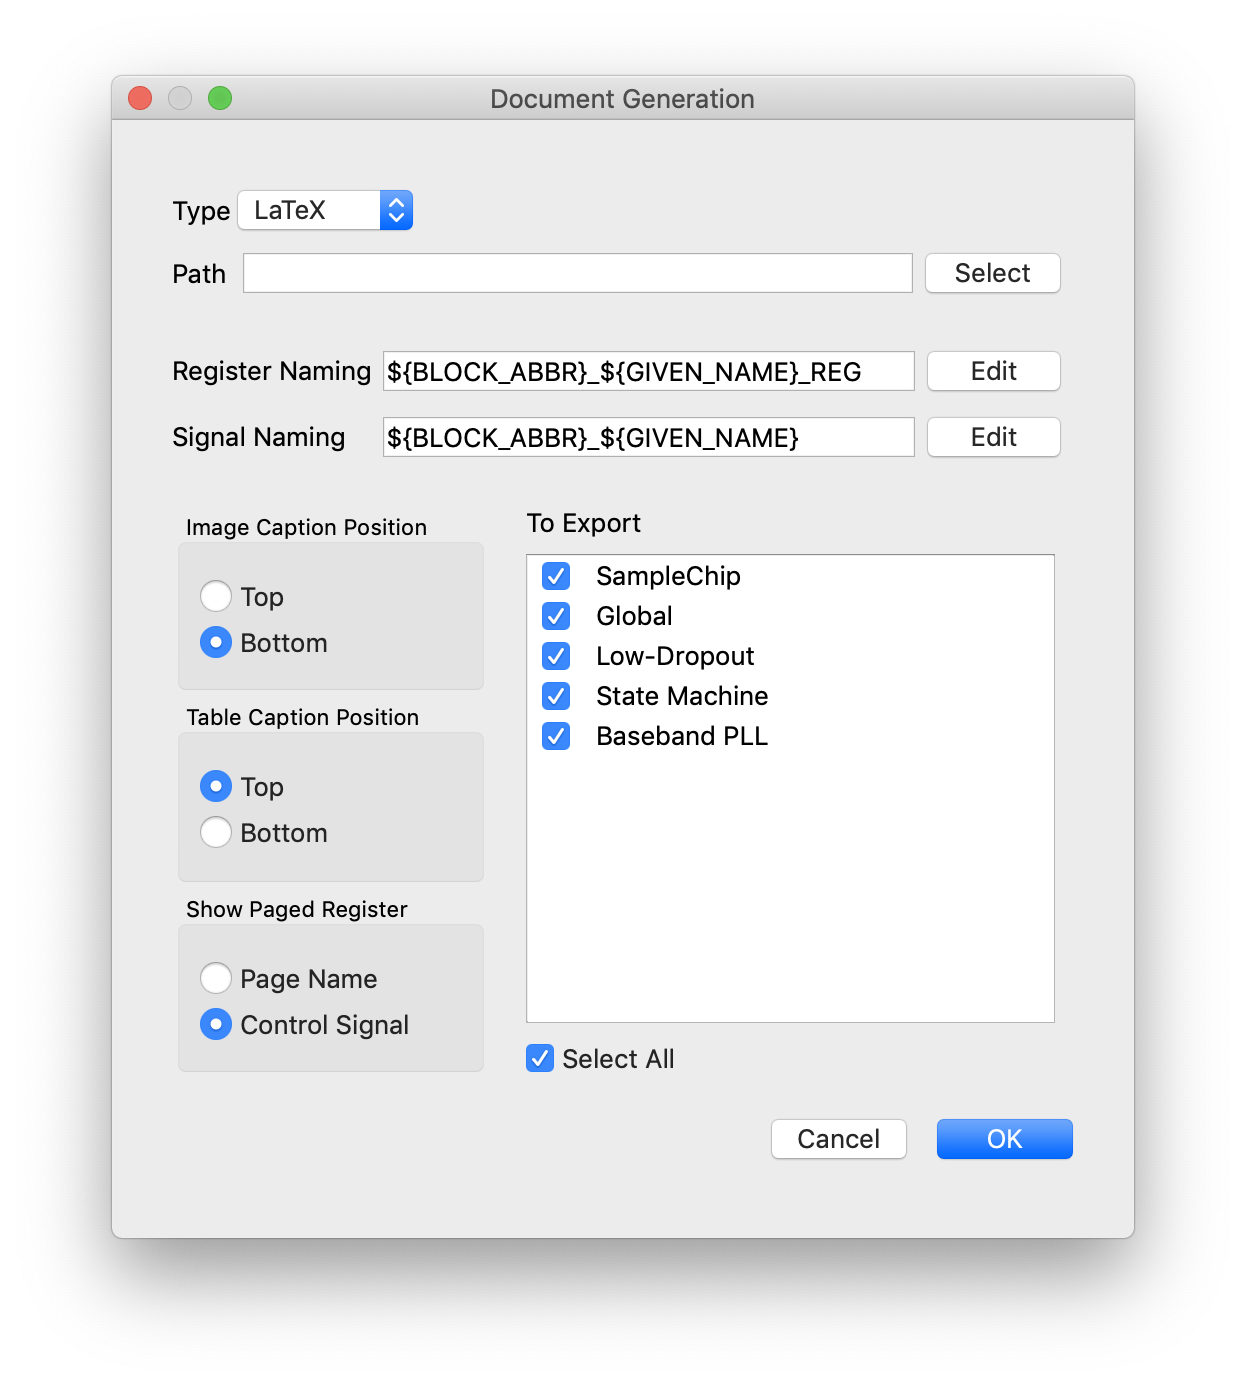 Document Generation
Type LaTeX
Path Select
Register Naming ${BLOCK_ABBR}_${GIVEN_NAME}_REG Edit
Signal Naming ${BLOCK_ABBR}_${GIVEN_NAME} Edit
Image Caption Position
Top
Bottom
Table Caption Position
Top
Bottom
Show Paged Register
Page Name
Control Signal
To Export
SampleChip
Global
Low-Dropout
State Machine
Baseband PLL
Select All
Cancel OK